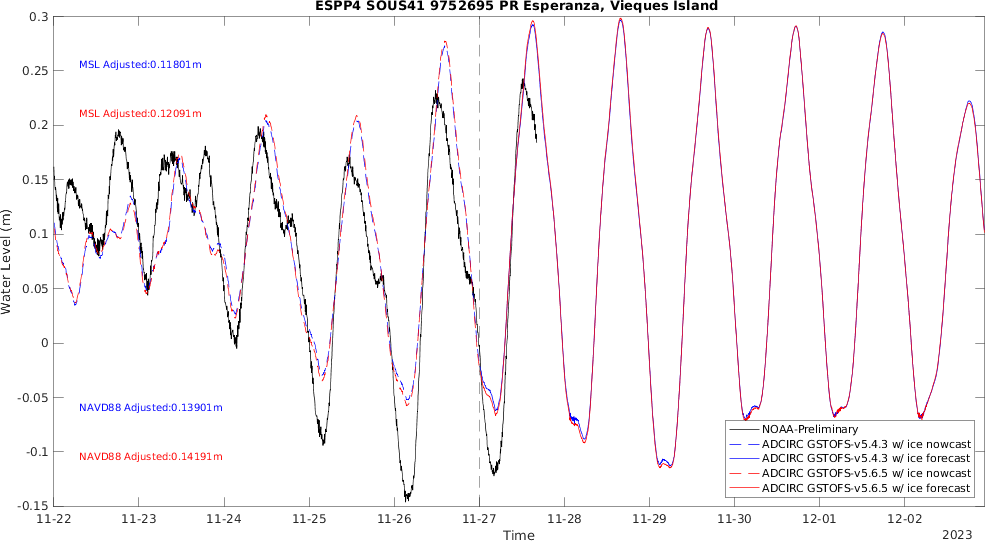 ESPP4 SOUS41 9752695 PR Esperanza, Vieques Island
0.3
0.25
0.2
0.15
0.1
0.05
0
-0.05
-0.1
-0.15
Water Level (m)
MSL Adjusted:0.11801m
MSL Adjusted:0.12091m
NAVD88 Adjusted:0.13901m
NAVD88 Adjusted:0.14191m
NOAA-Preliminary
ADCIRC GSTOFS-v5.4.3 w/ ice nowcast
ADCIRC GSTOFS-v5.4.3 w/ ice forecast
ADCIRC GSTOFS-v5.6.5 w/ ice nowcast
ADCIRC GSTOFS-v5.6.5 w/ ice forecast
11-22 11-23 11-24 11-25 11-26 11-27 11-28 11-29 11-30 12-01 12-02
Time
2023